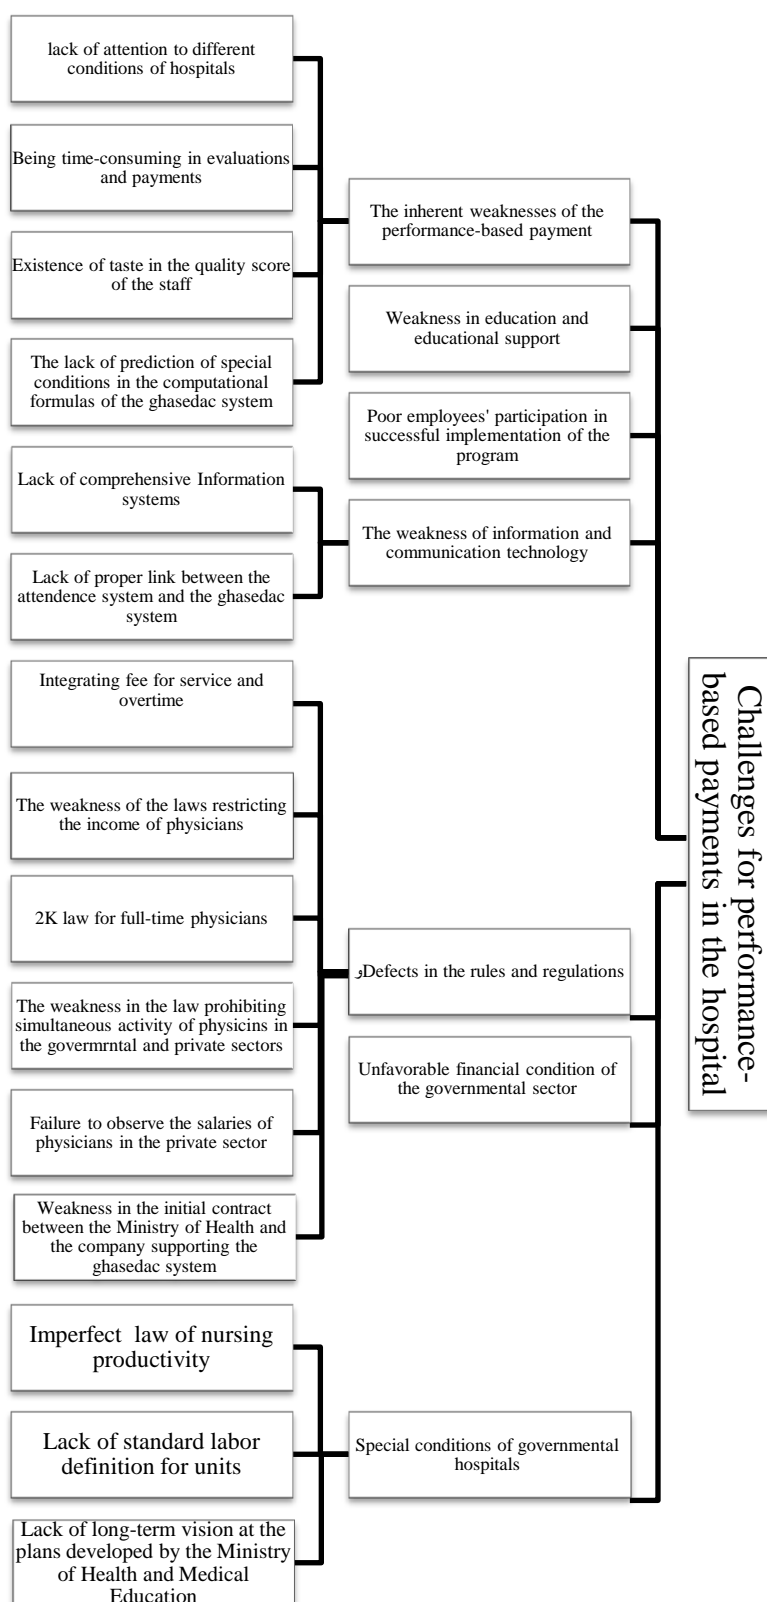 lack of attention to different
conditions of hospitals
Being time-consuming in evaluations
and payments
Existence of taste in the quality score
of the staff
The lack of prediction of special
conditions in the computational
formulas of the ghasedac system
The inherent weaknesses of the
performance-based payment
Weakness in education and
educational support
Poor employees' participation in
successful implementation of the
program
Lack of comprehensive Information
systems
Lack of proper link between the
attendence system and the ghasedac
system
The weakness of information and
communication technology
Integrating fee for service and
overtime
The weakness of the laws restricting
the income of physicians
2K law for full-time physicians
The weakness in the law prohibiting
simultaneous activity of physicins in
the govermrntal and private sectors
Failure to observe the salaries of
physicians in the private sector
Weakness in the initial contract
between the Ministry of Health and
the company supporting the
ghasedac system
وDefects in the rules and regulations
Unfavorable financial condition of
the governmental sector
Imperfect law of nursing
productivity
Lack of standard labor
definition for units
Lack of long-term vision at the
plans developed by the Ministry
of Health and Medical
Education
Special conditions of governmental
hospitals
Challenges for performance-
based payments in the hospital